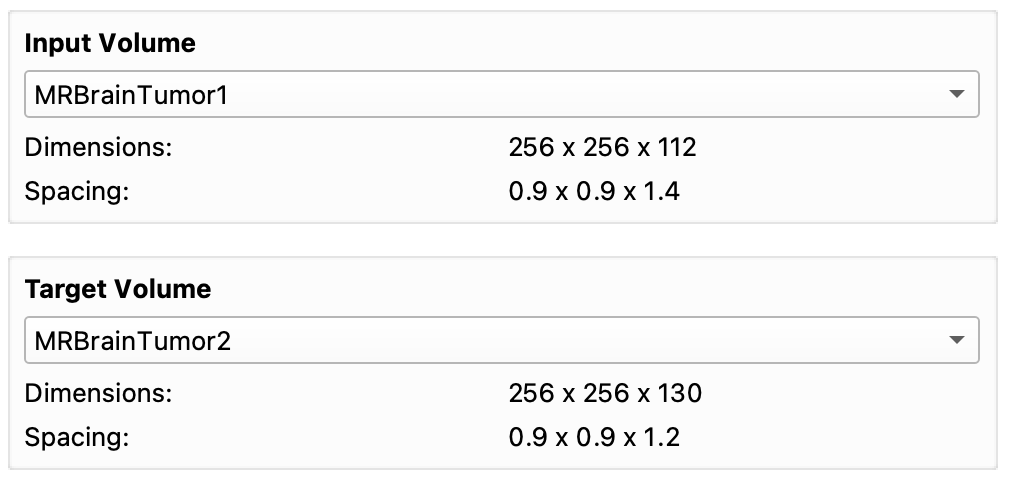 Input Volume
MRBrainTumor1
Dimensions: 256 x 256 x 112
Spacing: 0.9 x 0.9 x 1.4
Target Volume
MRBrainTumor2
Dimensions: 256 x 256 x 130
Spacing: 0.9 x 0.9 x 1.2